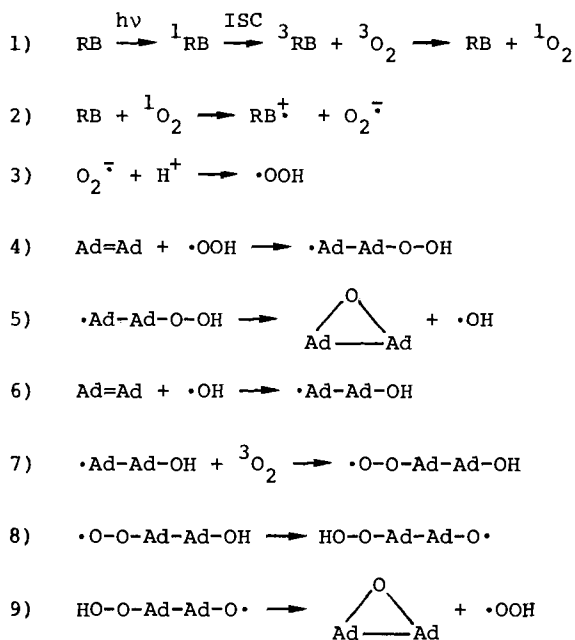 hν ISC
1) RB ⟶ ¹RB ⟶ ³RB + ³O₂ ⟶ RB + ¹O₂
2) RB + ¹O₂ ⟶ RB⁺• + O₂⁻•
3) O₂⁻• + H⁺ ⟶ •OOH
4) Ad=Ad + •OOH ⟶ •Ad-Ad-O-OH
O
5) •Ad-Ad-O-OH ⟶ Ad—Ad + •OH
6) Ad=Ad + •OH ⟶ •Ad-Ad-OH
7) •Ad-Ad-OH + ³O₂ ⟶ •O-O-Ad-Ad-OH
8) •O-O-Ad-Ad-OH ⟶ HO-O-Ad-Ad-O•
O
9) HO-O-Ad-Ad-O• ⟶ Ad—Ad + •OOH